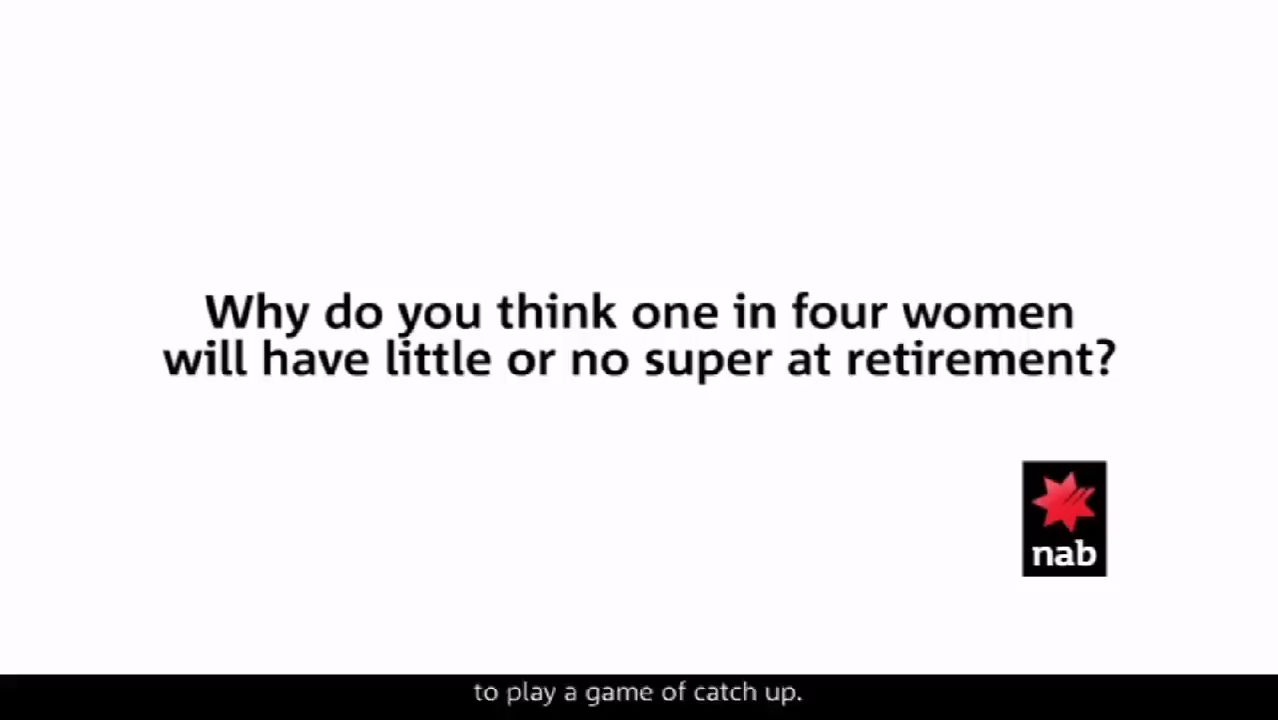 Why do you think one in four women
will have little or no super at retirement?
nab
to play a game of catch up.